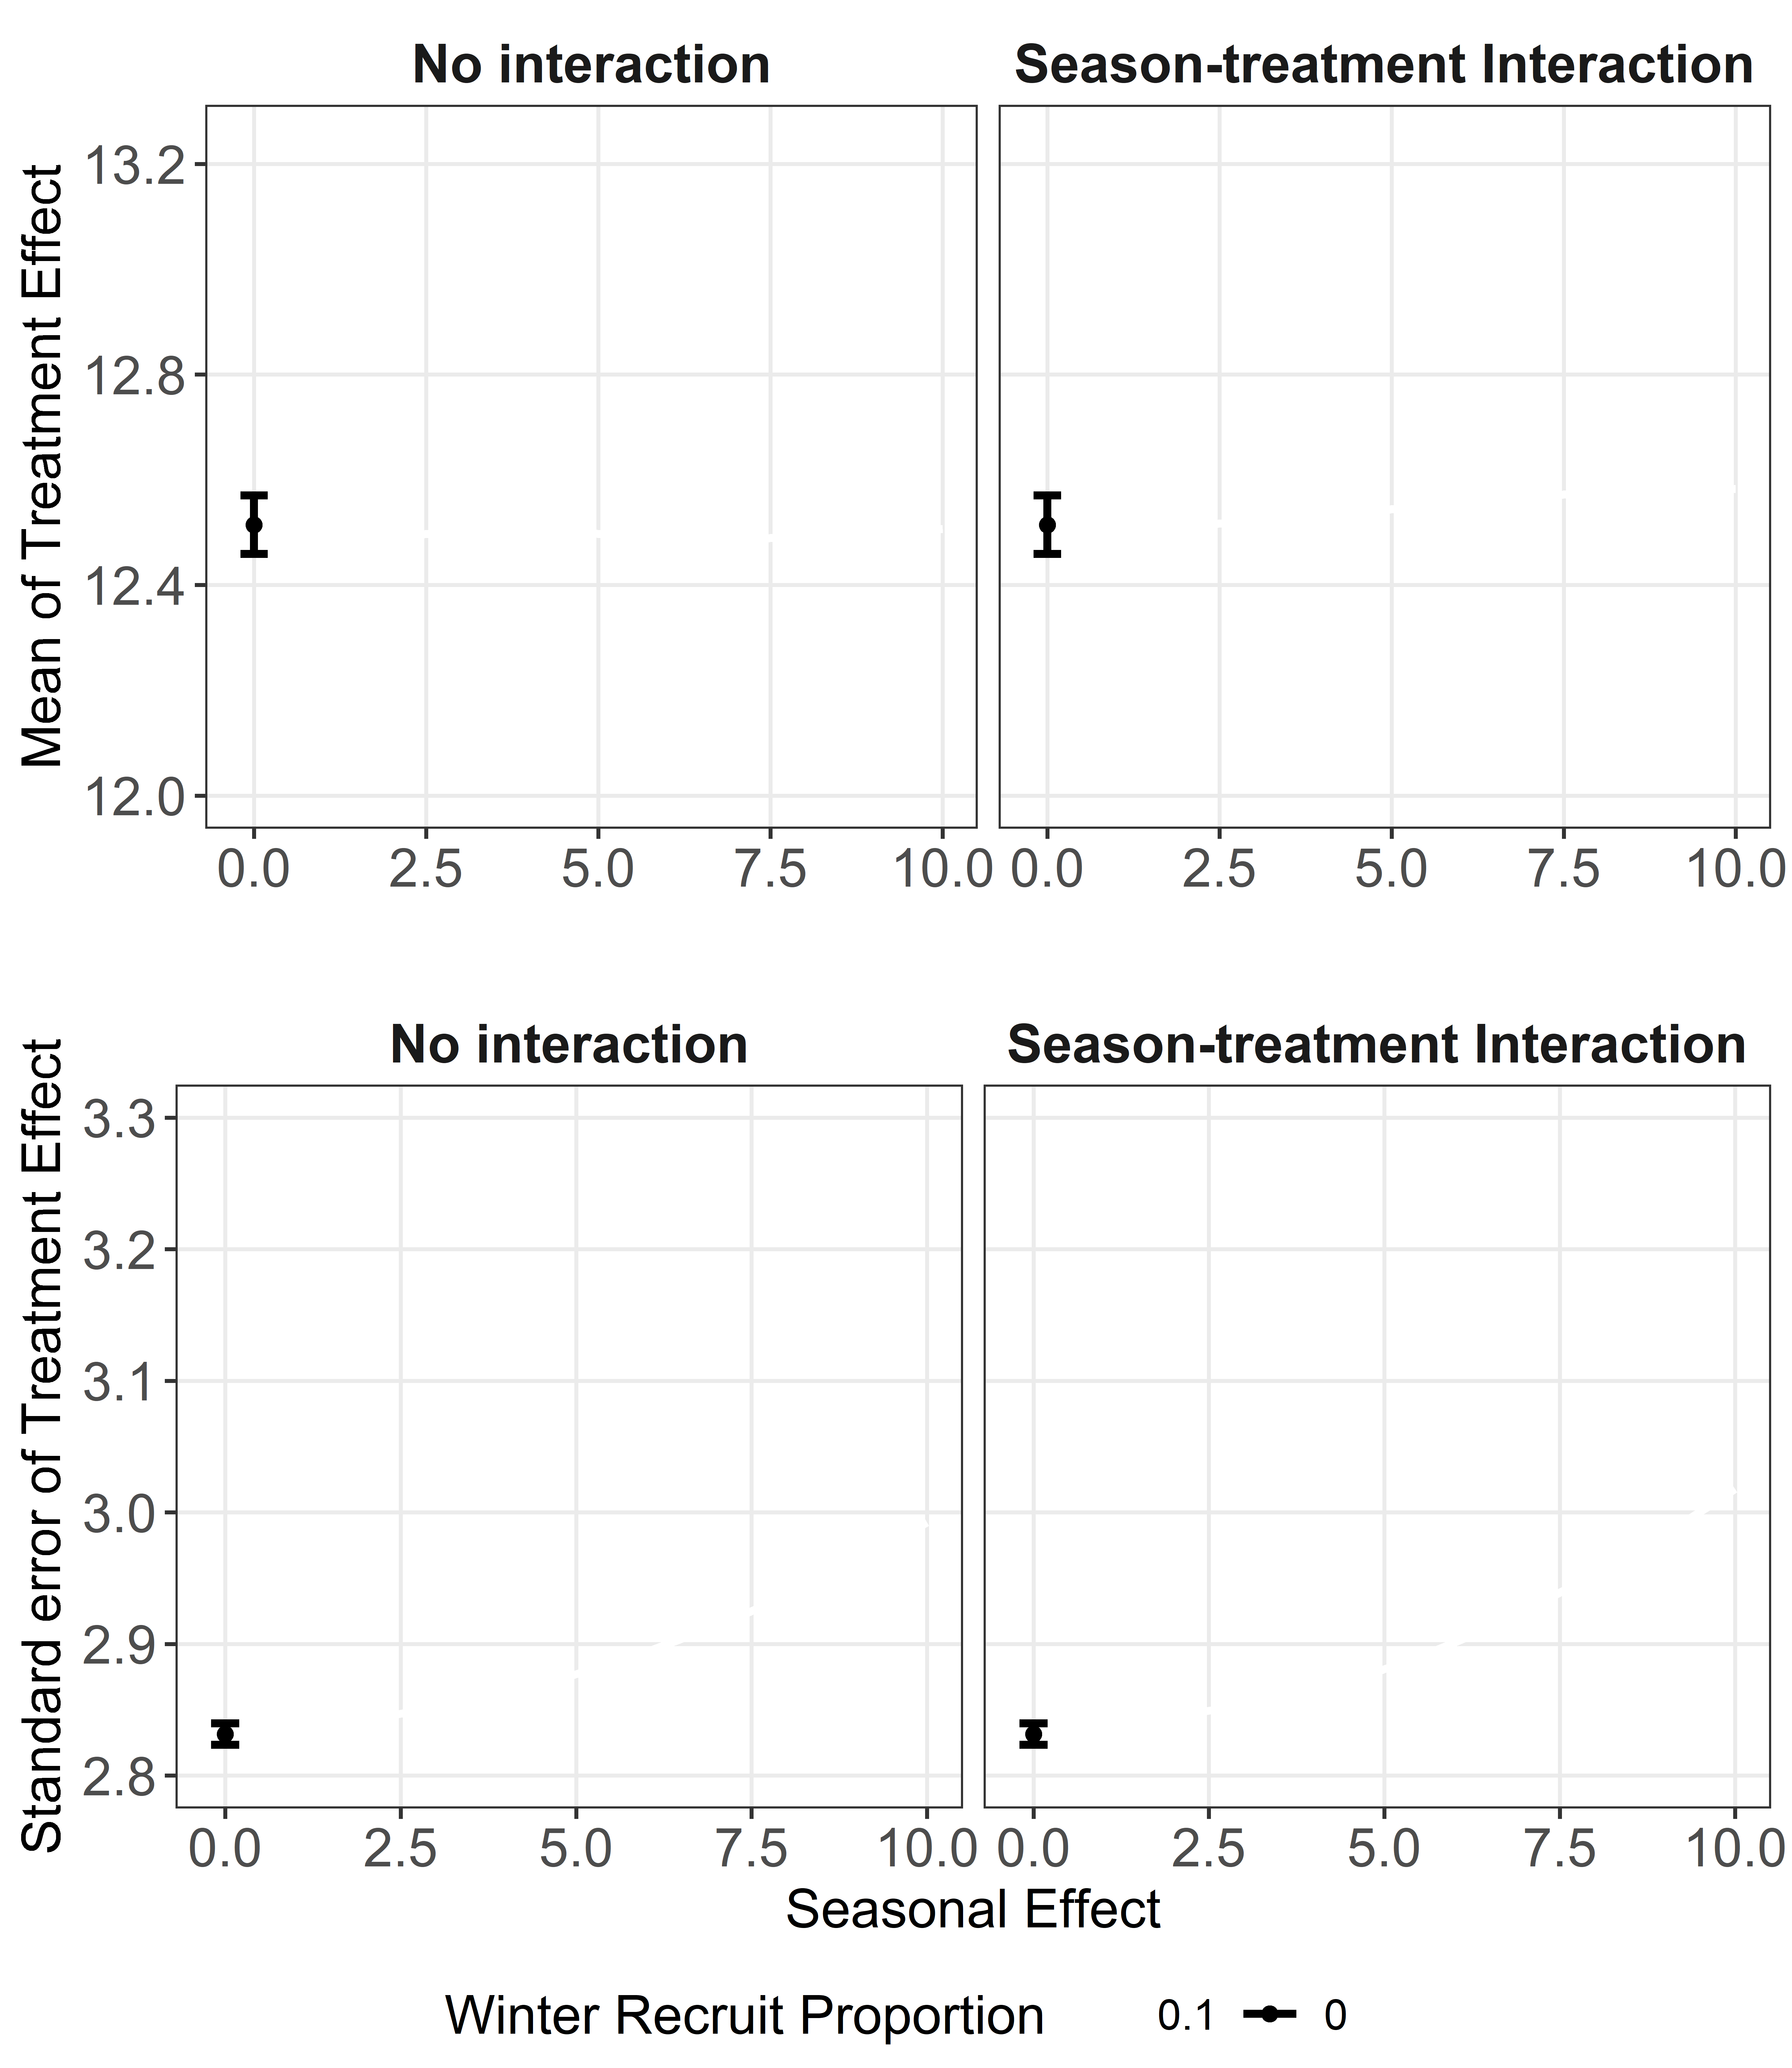 No interaction
Season-treatment Interaction
Mean of Treatment Effect
13.2
12.8
12.4
12.0
0.0 2.5 5.0 7.5 10.0
0.0 2.5 5.0 7.5 10.0
No interaction
Season-treatment Interaction
Standard error of Treatment Effect
3.3
3.2
3.1
3.0
2.9
2.8
0.0 2.5 5.0 7.5 10.0
0.0 2.5 5.0 7.5 10.0
Seasonal Effect
Winter Recruit Proportion 0.1 0